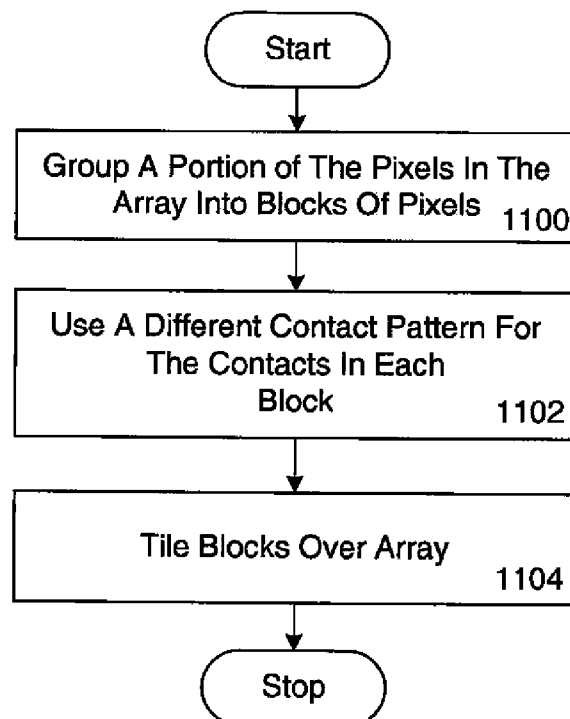 Start
Group A Portion of The Pixels In The
Array Into Blocks Of Pixels
1100
Use A Different Contact Pattern For
The Contacts In Each
Block
1102
Tile Blocks Over Array
1104
Stop